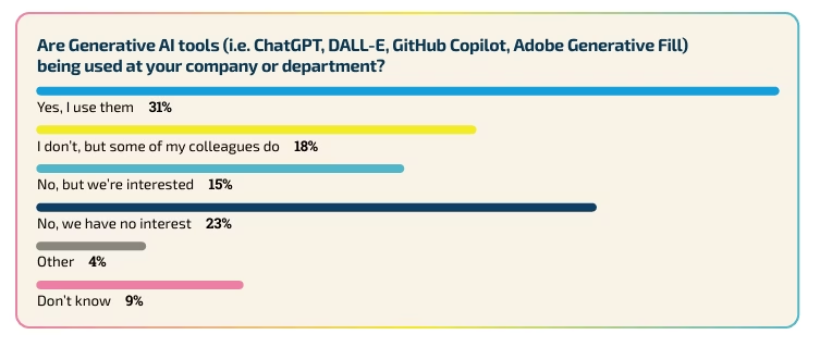 Are Generative AI tools (i.e. ChatGPT, DALL-E, GitHub Copilot, Adobe Generative Fill)
being used at your company or department?
Yes, I use them 31%
I don't, but some of my colleagues do 18%
No, but we're interested 15%
No, we have no interest 23%
Other 4%
Don't know 9%